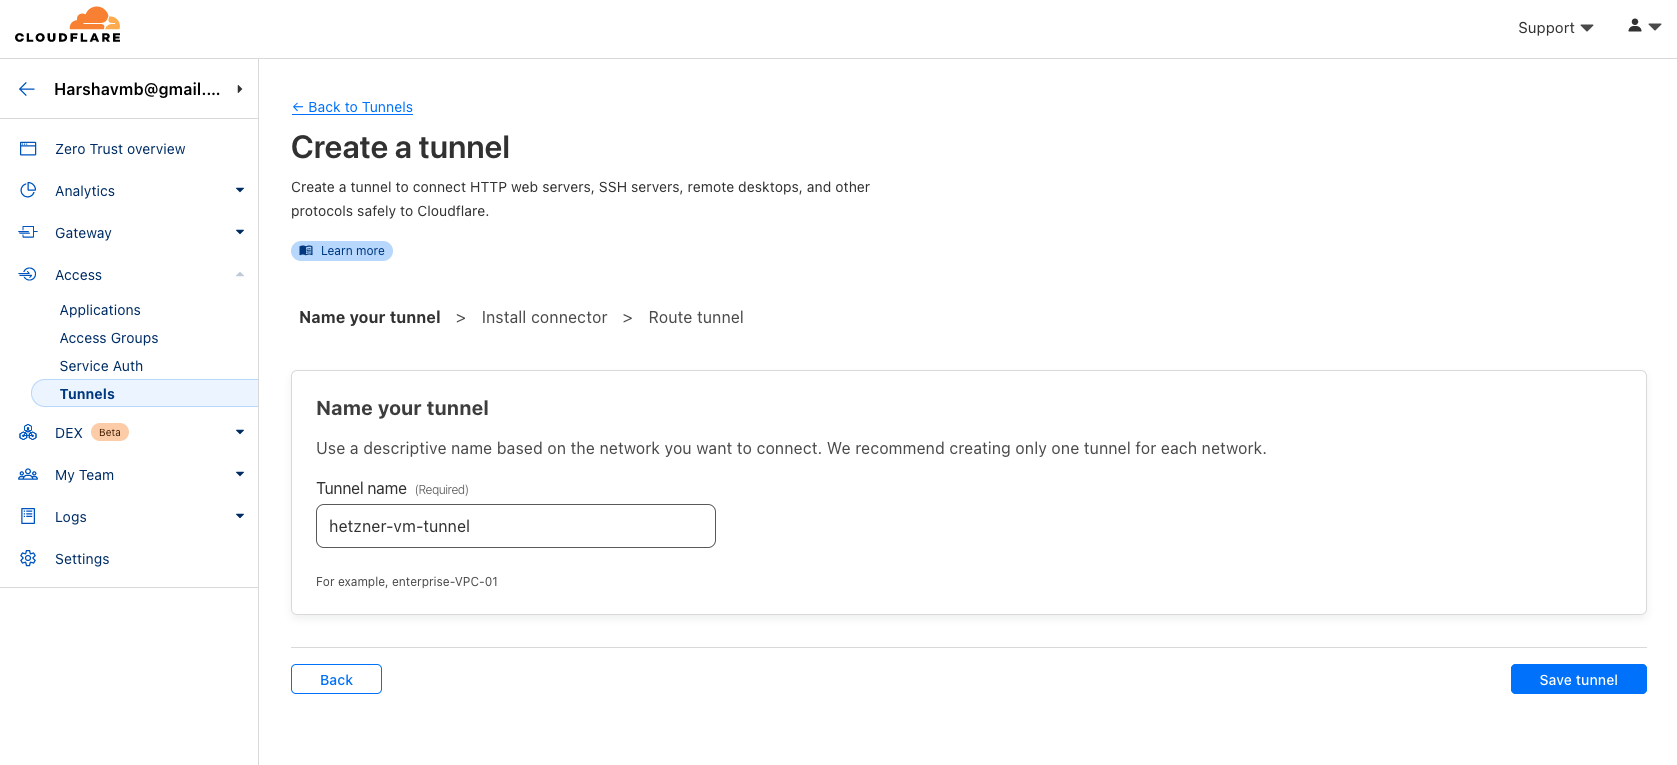 CLOUDFLARE
Support
Harshavmb@gmail....
Zero Trust overview
Analytics
Gateway
Access
Applications
Access Groups
Service Auth
Tunnels
DEX Beta
My Team
Logs
Settings
← Back to Tunnels
Create a tunnel
Create a tunnel to connect HTTP web servers, SSH servers, remote desktops, and other
protocols safely to Cloudflare.
Learn more
Name your tunnel > Install connector > Route tunnel
Name your tunnel
Use a descriptive name based on the network you want to connect. We recommend creating only one tunnel for each network.
Tunnel name (Required)
hetzner-vm-tunnel
For example, enterprise-VPC-01
Back
Save tunnel